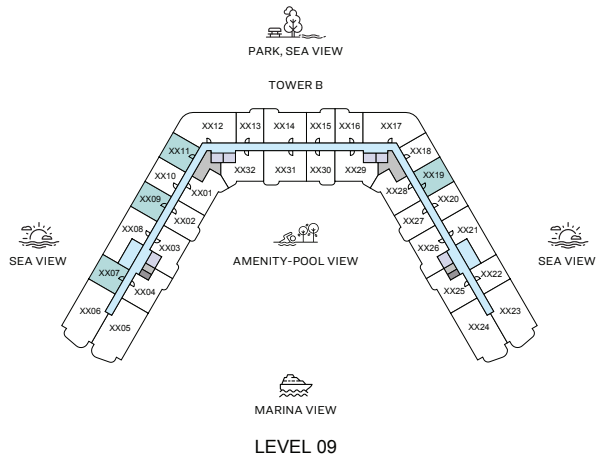 PARK, SEA VIEW
TOWER B
XX12 XX13 XX14 XX15 XX16 XX17
XX11 XX18
XX10 XX32 XX31 XX30 XX29 XX19
XX01 XX28
XX09 XX20
XX02 XX27
XX08 XX21
XX03 XX26
SEA VIEW AMENITY-POOL VIEW SEA VIEW
XX07 XX22
XX04 XX25
XX06 XX23
XX05 XX24
MARINA VIEW
LEVEL 09